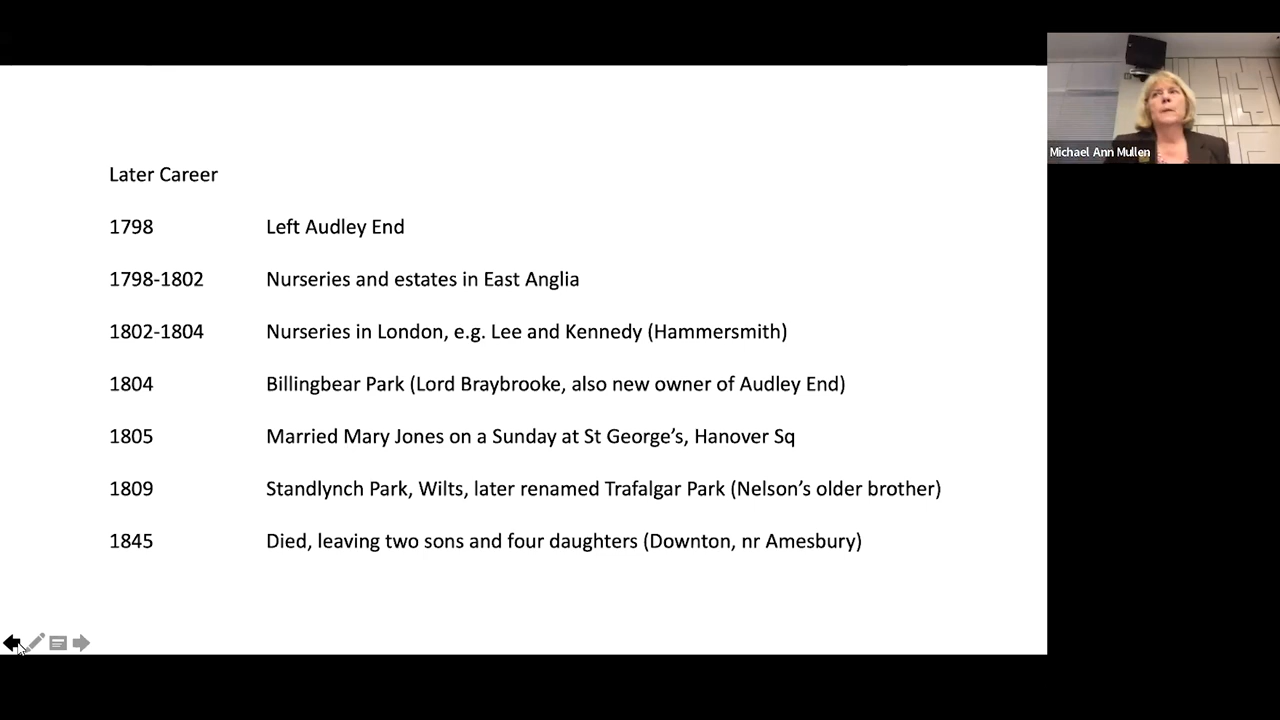 Later Career
1798 Left Audley End
1798-1802 Nurseries and estates in East Anglia
1802-1804 Nurseries in London, e.g. Lee and Kennedy (Hammersmith)
1804 Billingbear Park (Lord Braybrooke, also new owner of Audley End)
1805 Married Mary Jones on a Sunday at St George’s, Hanover Sq
1809 Standlynch Park, Wilts, later renamed Trafalgar Park (Nelson’s older brother)
1845 Died, leaving two sons and four daughters (Downton, nr Amesbury)
Michael Ann Mullen